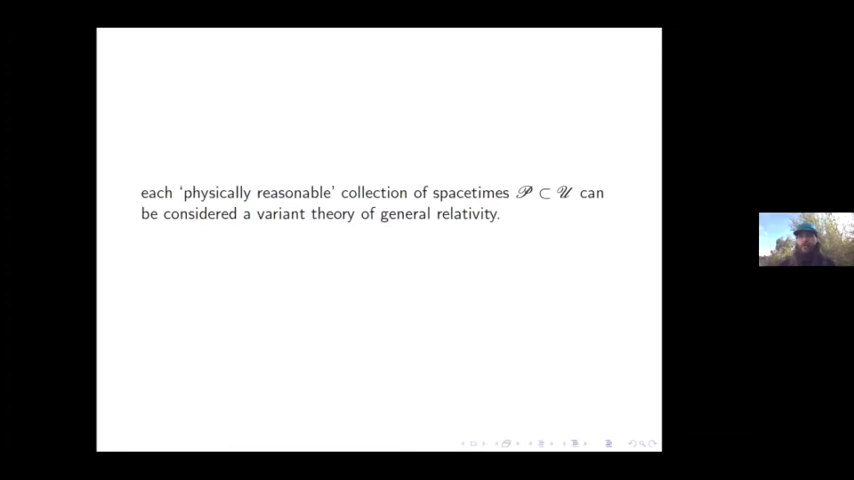 each ‘physically reasonable’ collection of spacetimes 𝒫 ⊂ 𝒰 can
be considered a variant theory of general relativity.